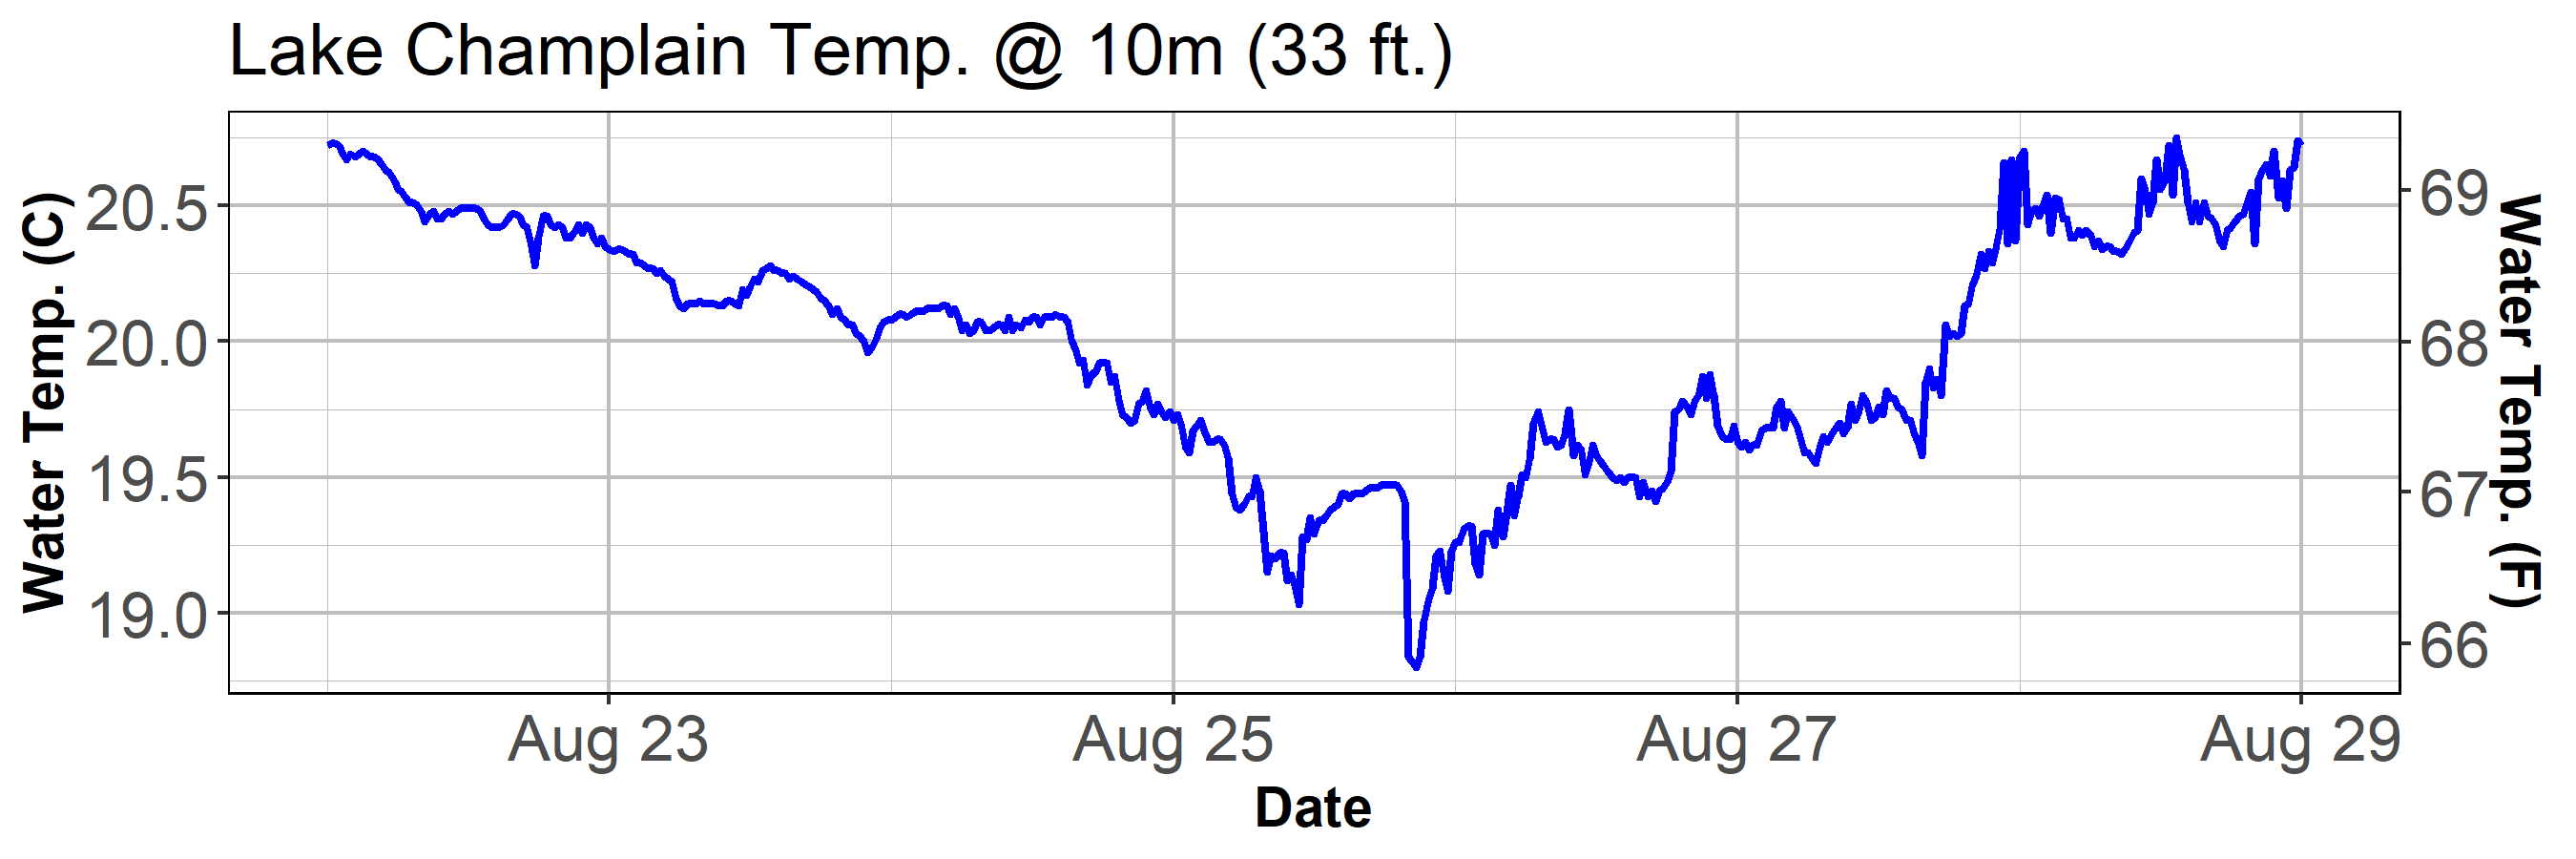 Lake Champlain Temp. @ 10m (33 ft.)
Water Temp. (C)
20.5
20.0
19.5
19.0
69
68
67
66
Water Temp. (F)
Aug 23
Aug 25
Aug 27
Aug 29
Date